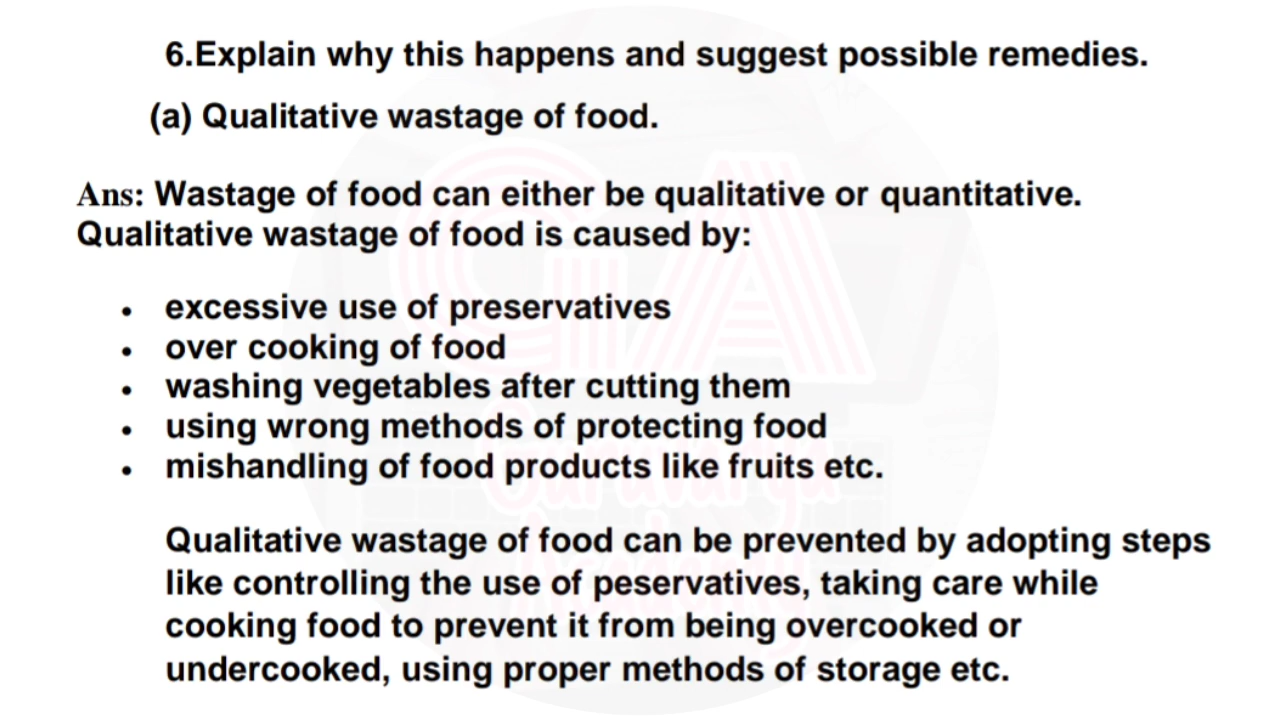 6.Explain why this happens and suggest possible remedies.
(a) Qualitative wastage of food.
Ans: Wastage of food can either be qualitative or quantitative.
Qualitative wastage of food is caused by:
• excessive use of preservatives
• over cooking of food
• washing vegetables after cutting them
• using wrong methods of protecting food
• mishandling of food products like fruits etc.
Qualitative wastage of food can be prevented by adopting steps
like controlling the use of peservatives, taking care while
cooking food to prevent it from being overcooked or
undercooked, using proper methods of storage etc.
GA
Academy